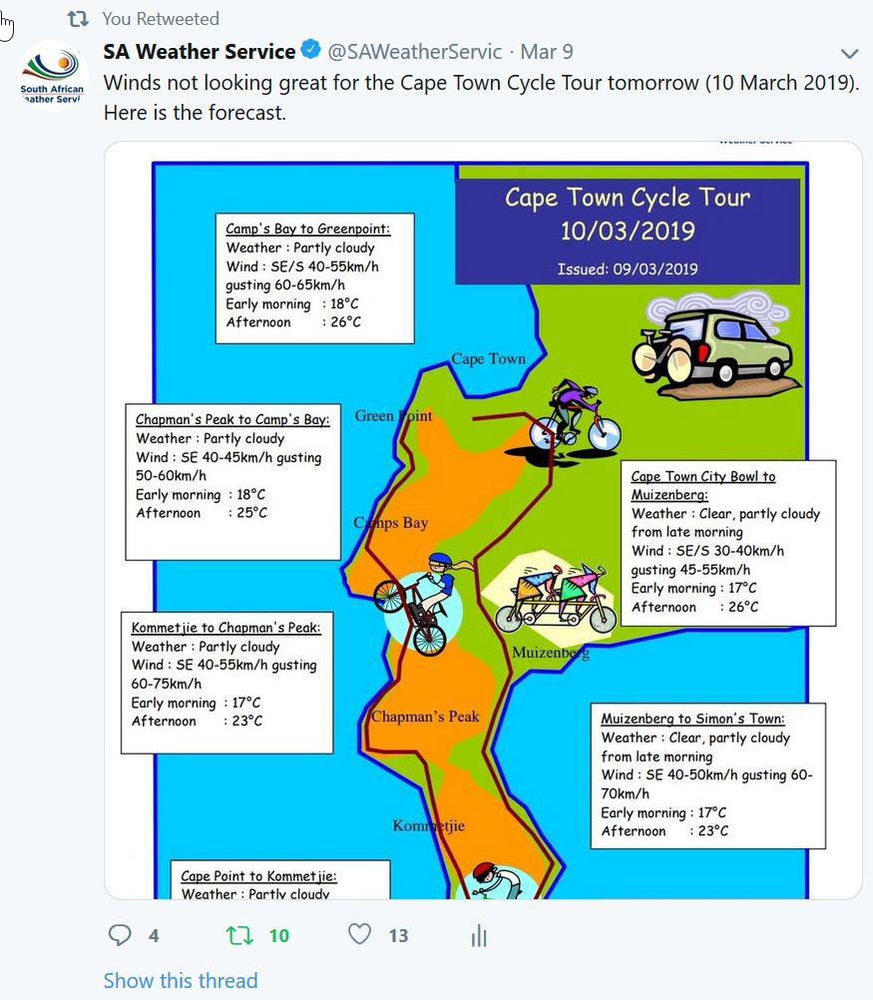 You Retweeted
SA Weather Service @SAWeatherServic · Mar 9
Winds not looking great for the Cape Town Cycle Tour tomorrow (10 March 2019).
Here is the forecast.
South African
Weather Service
Cape Town Cycle Tour
10/03/2019
Issued: 09/03/2019
Camp's Bay to Greenpoint:
Weather : Partly cloudy
Wind : SE/S 40-55km/h
gusting 60-65km/h
Early morning : 18°C
Afternoon : 26°C
Cape Town
Green Point
Chapman's Peak to Camp's Bay:
Weather : Partly cloudy
Wind : SE 40-45km/h gusting
50-60km/h
Early morning : 18°C
Afternoon : 25°C
Camps Bay
Cape Town City Bowl to
Muizenberg:
Weather : Clear, partly cloudy
from late morning
Wind : SE/S 30-40km/h
gusting 45-55km/h
Early morning : 17°C
Afternoon : 26°C
Kommetjie to Chapman's Peak:
Weather : Partly cloudy
Wind : SE 40-55km/h gusting
60-75km/h
Early morning : 17°C
Afternoon : 23°C
Muizenberg
Chapman's Peak
Muizenberg to Simon's Town:
Weather : Clear, partly cloudy
from late morning
Wind : SE 40-50km/h gusting 60-
70km/h
Early morning : 17°C
Afternoon : 23°C
Kommetjie
Cape Point to Kommetjie:
Weather : Partly cloudy
4 10 13
Show this thread